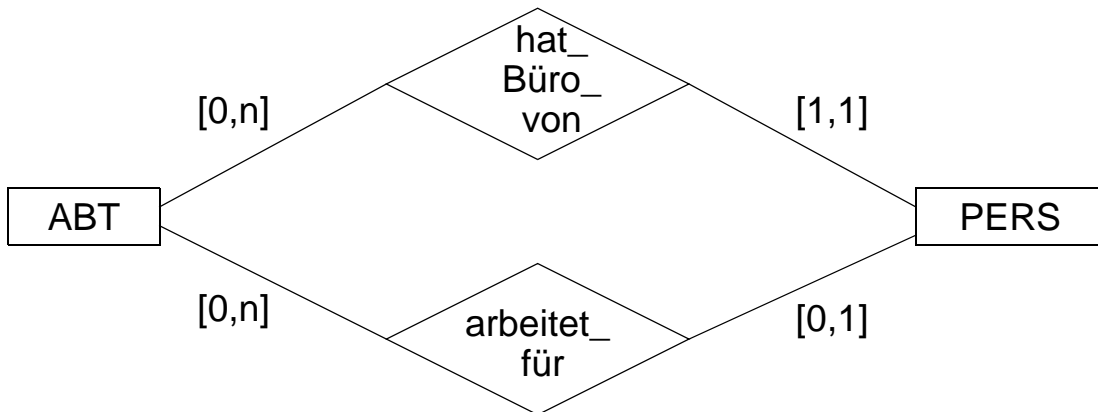 hat_
Büro_
von
[0,n]
[1,1]
ABT
PERS
[0,n]
[0,1]
arbeitet_
für